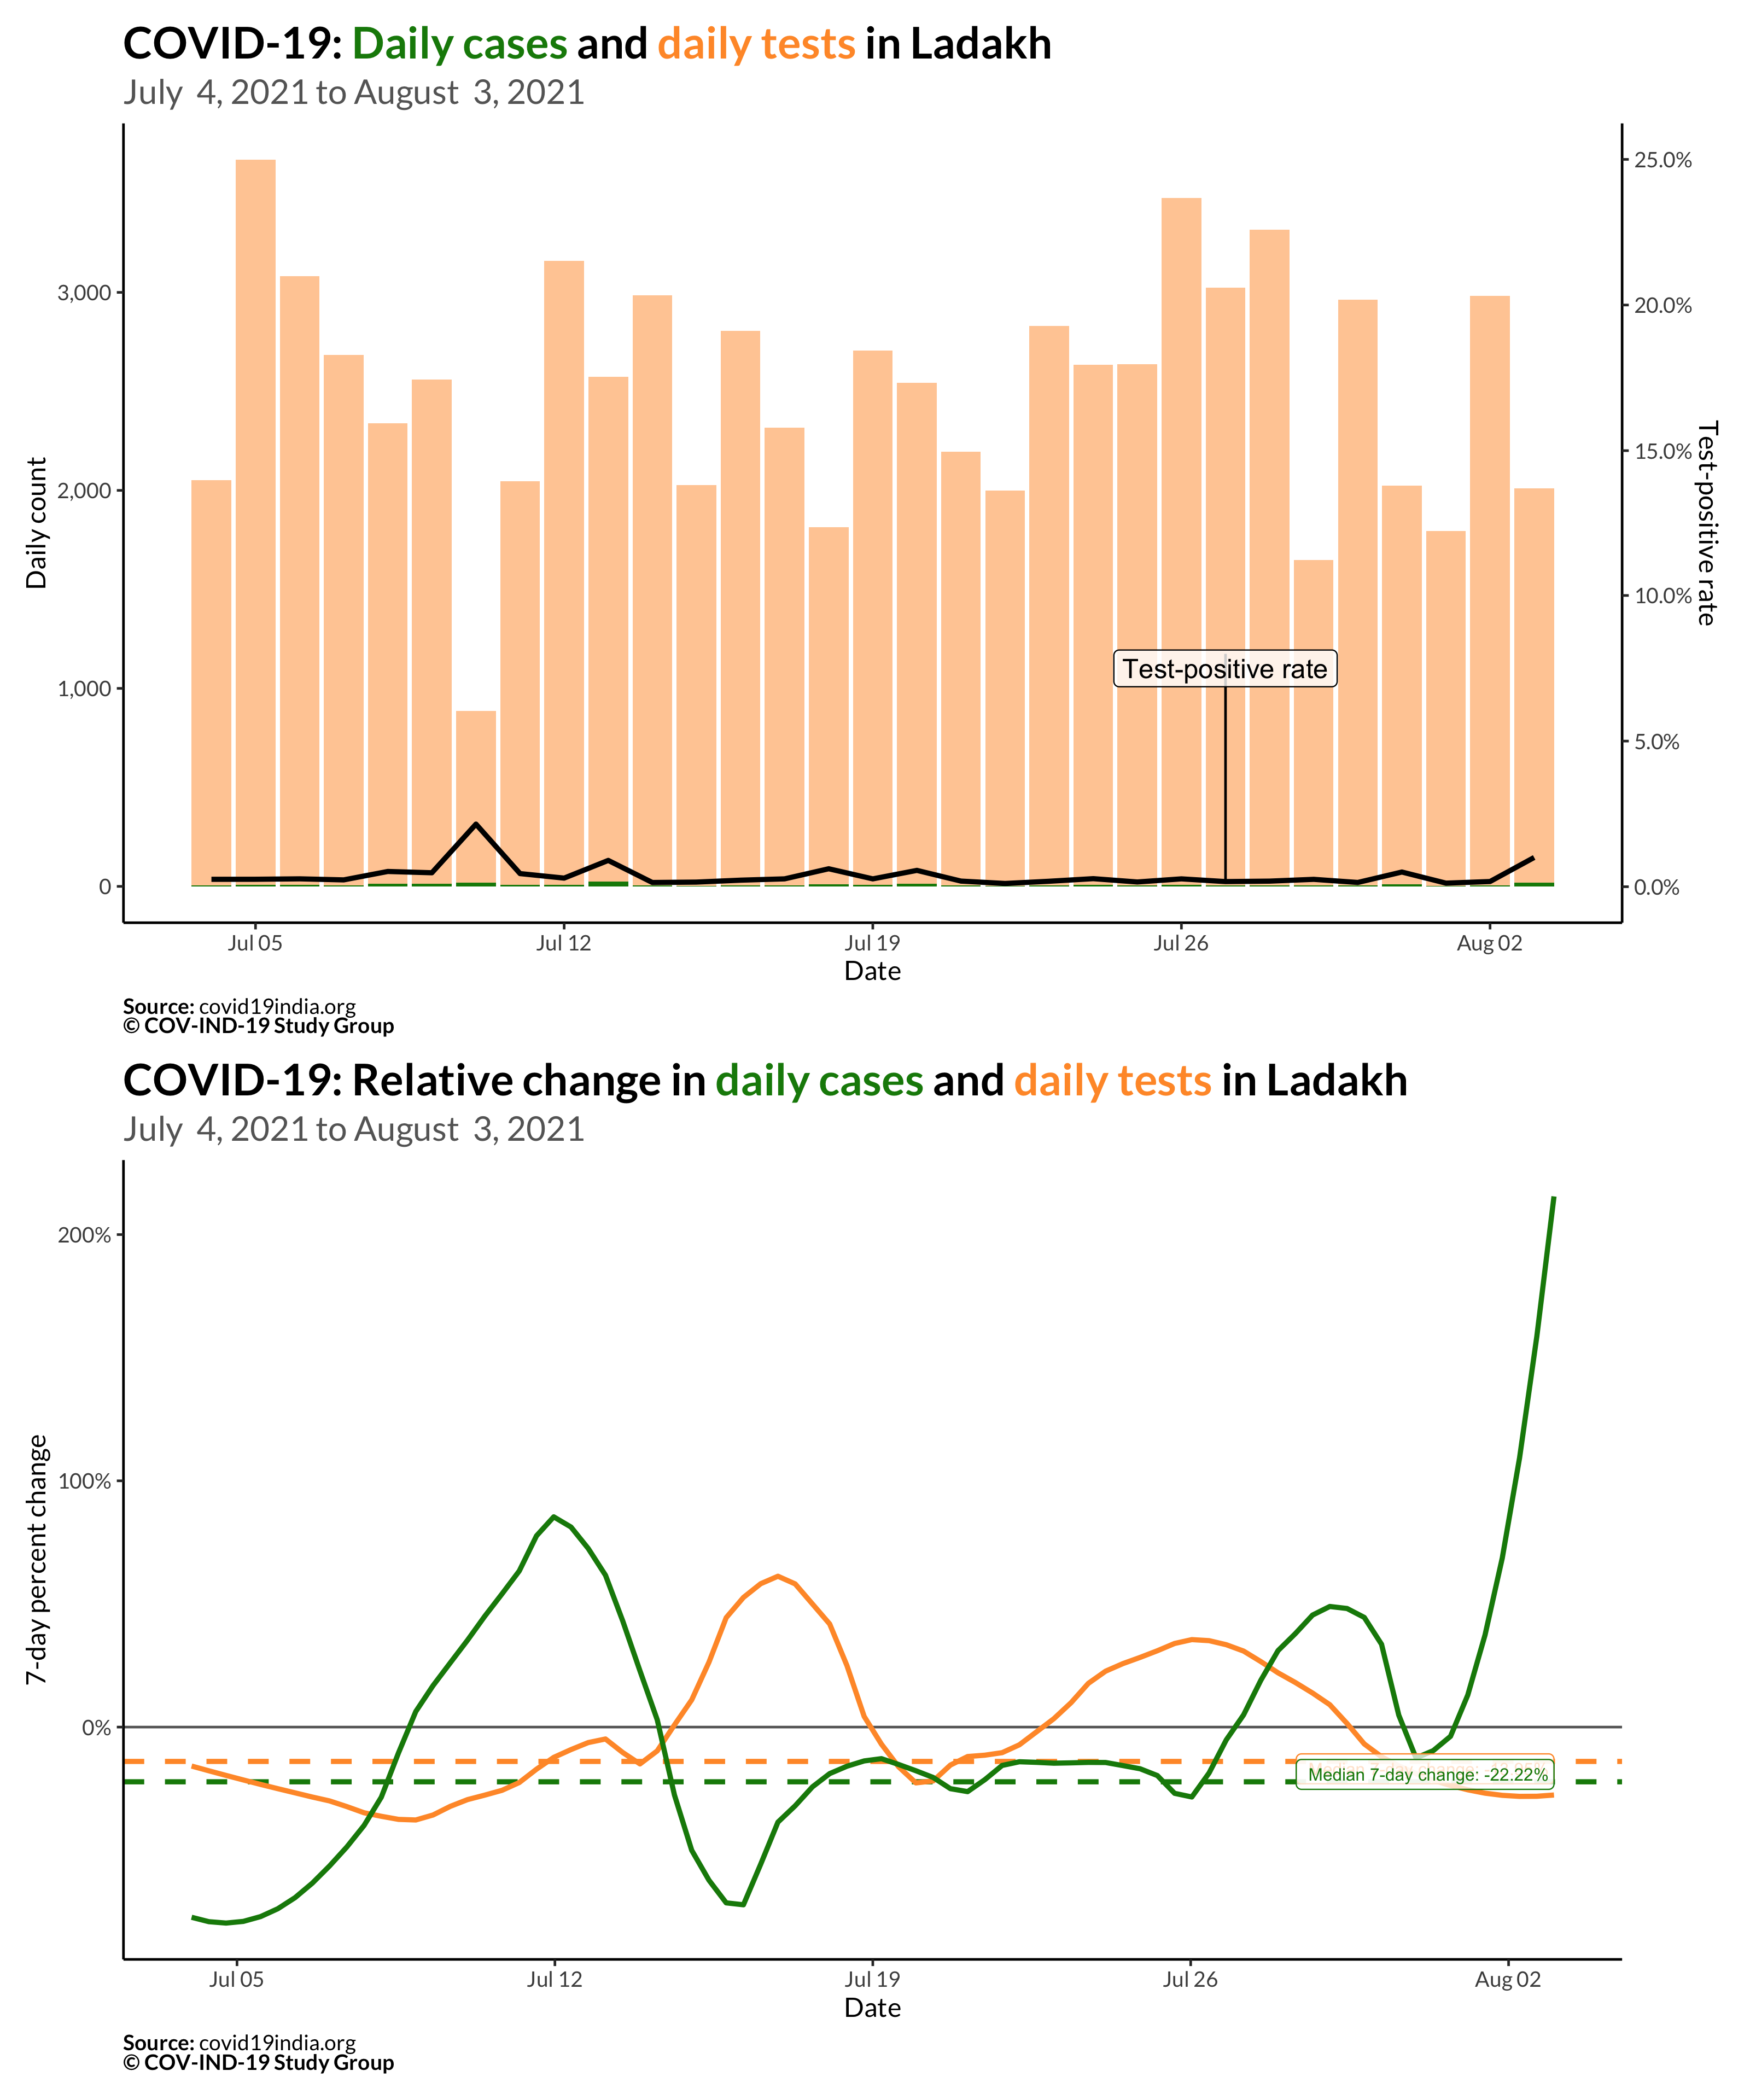 COVID-19: Daily cases and daily tests in Ladakh
July 4, 2021 to August 3, 2021
25.0%
20.0%
15.0%
10.0%
5.0%
0.0%
3,000
2,000
1,000
0
Daily count
Test-positive rate
Test-positive rate
Jul 05
Jul 12
Jul 19
Jul 26
Aug 02
Date
Source: covid19india.org
© COV-IND-19 Study Group
COVID-19: Relative change in daily cases and daily tests in Ladakh
July 4, 2021 to August 3, 2021
200%
100%
0%
7-day percent change
Median 7-day change: -22.22%
Jul 05
Jul 12
Jul 19
Jul 26
Aug 02
Date
Source: covid19india.org
© COV-IND-19 Study Group